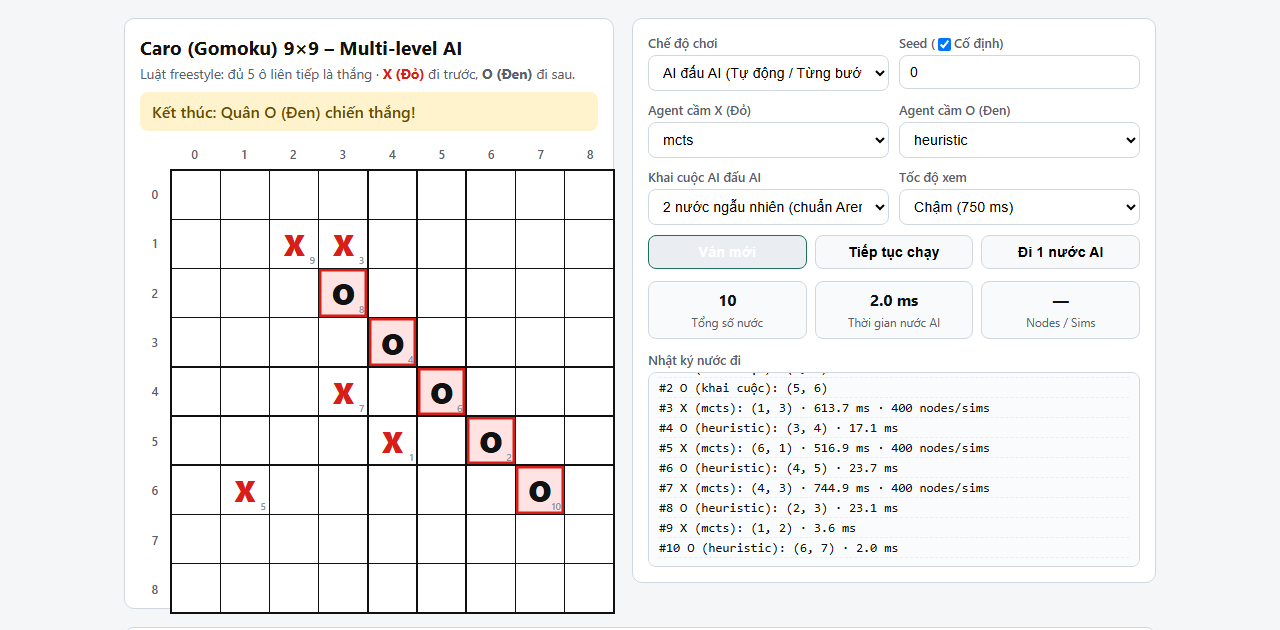 Caro (Gomoku) 9×9 – Multi-level AI
Luật freestyle: đủ 5 ô liên tiếp là thắng · X (Đỏ) đi trước, O (Đen) đi sau.
Kết thúc: Quân O (Đen) chiến thắng!
0 1 2 3 4 5 6 7 8
0
1 X 9 X 3
2 O 8
3 O 4
4 X 7 O 6
5 X 1 O 2
6 X 5 O 10
7
8
Chế độ chơi
AI đấu AI (Tự động / Từng bướ
Seed ( Cố định)
0
Agent cầm X (Đỏ)
mcts
Agent cầm O (Đen)
heuristic
Khai cuộc AI đấu AI
2 nước ngẫu nhiên (chuẩn Arer
Tốc độ xem
Chậm (750 ms)
Ván mới
Tiếp tục chạy
Đi 1 nước AI
10
Tổng số nước
2.0 ms
Thời gian nước AI
—
Nodes / Sims
Nhật ký nước đi
#2 O (khai cuộc): (5, 6)
#3 X (mcts): (1, 3) · 613.7 ms · 400 nodes/sims
#4 O (heuristic): (3, 4) · 17.1 ms
#5 X (mcts): (6, 1) · 516.9 ms · 400 nodes/sims
#6 O (heuristic): (4, 5) · 23.7 ms
#7 X (mcts): (4, 3) · 744.9 ms · 400 nodes/sims
#8 O (heuristic): (2, 3) · 23.1 ms
#9 X (mcts): (1, 2) · 3.6 ms
#10 O (heuristic): (6, 7) · 2.0 ms